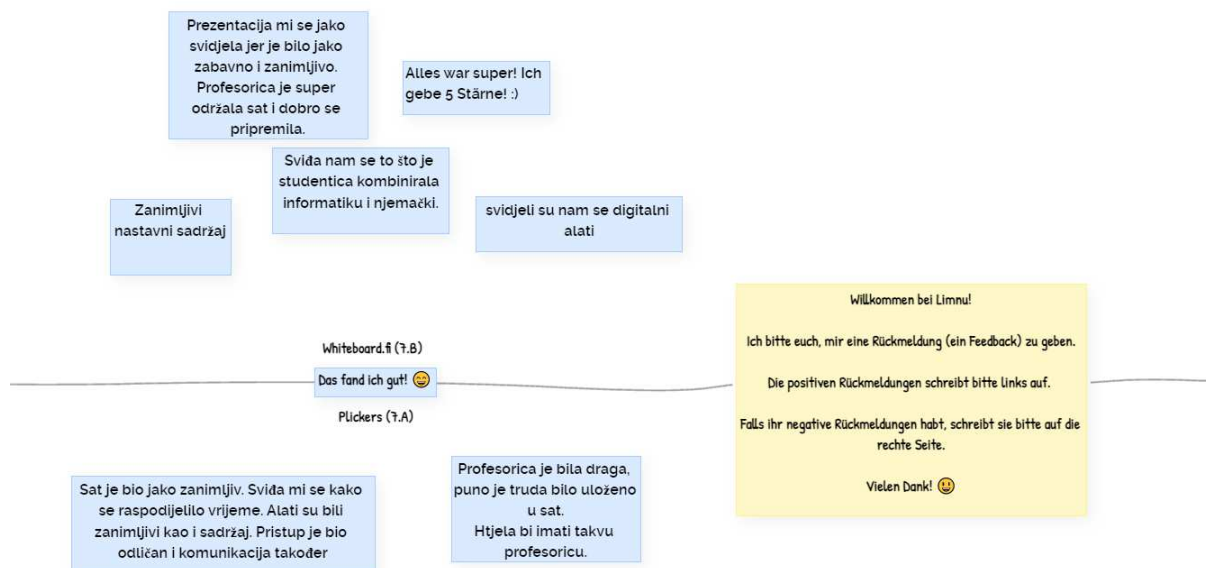 Prezentacija mi se jako
svidjela jer je bilo jako
zabavno i zanimljivo.
Profesorica je super
održala sat i dobro se
pripremila.
Alles war super! Ich
gebe 5 Stärne! :)
Sviđa nam se to što je
studentica kombinirala
informatiku i njemački.
Zanimljivi
nastavni sadržaj
svidjeli su nam se digitalni
alati
Whiteboard.fi (7.B)
Das fand ich gut! 😄
Plickers (7.A)
Willkommen bei Limnu!
Ich bitte euch, mir eine Rückmeldung (ein Feedback) zu geben.
Die positiven Rückmeldungen schreibt bitte links auf.
Falls ihr negative Rückmeldungen habt, schreibt sie bitte auf die
rechte Seite.
Vielen Dank! 😃
Sat je bio jako zanimljiv. Sviđa mi se kako
se raspodijelilo vrijeme. Alati su bili
zanimljivi kao i sadržaj. Pristup je bio
odličan i komunikacija također
Profesorica je bila draga,
puno je truda bilo uloženo
u sat.
Htjela bi imati takvu
profesoricu.